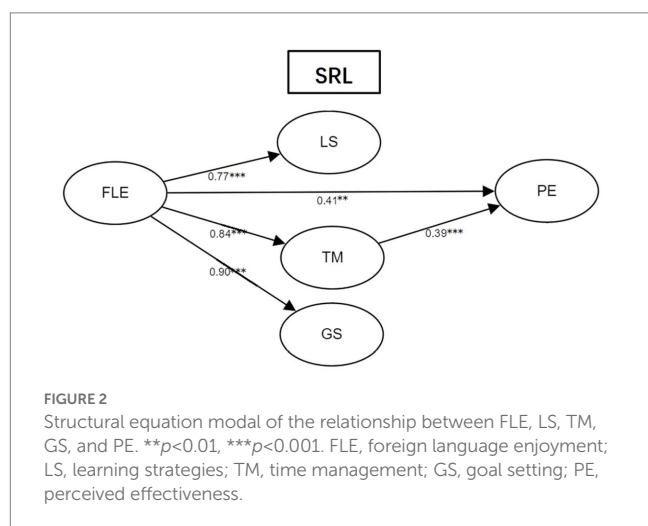 SRL
LS
0.77***
FLE
PE
0.41**
0.84***
0.39***
TM
0.90***
GS
FIGURE 2
Structural equation modal of the relationship between FLE, LS, TM,
GS, and PE. **p<0.01, ***p<0.001. FLE, foreign language enjoyment;
LS, learning strategies; TM, time management; GS, goal setting; PE,
perceived effectiveness.